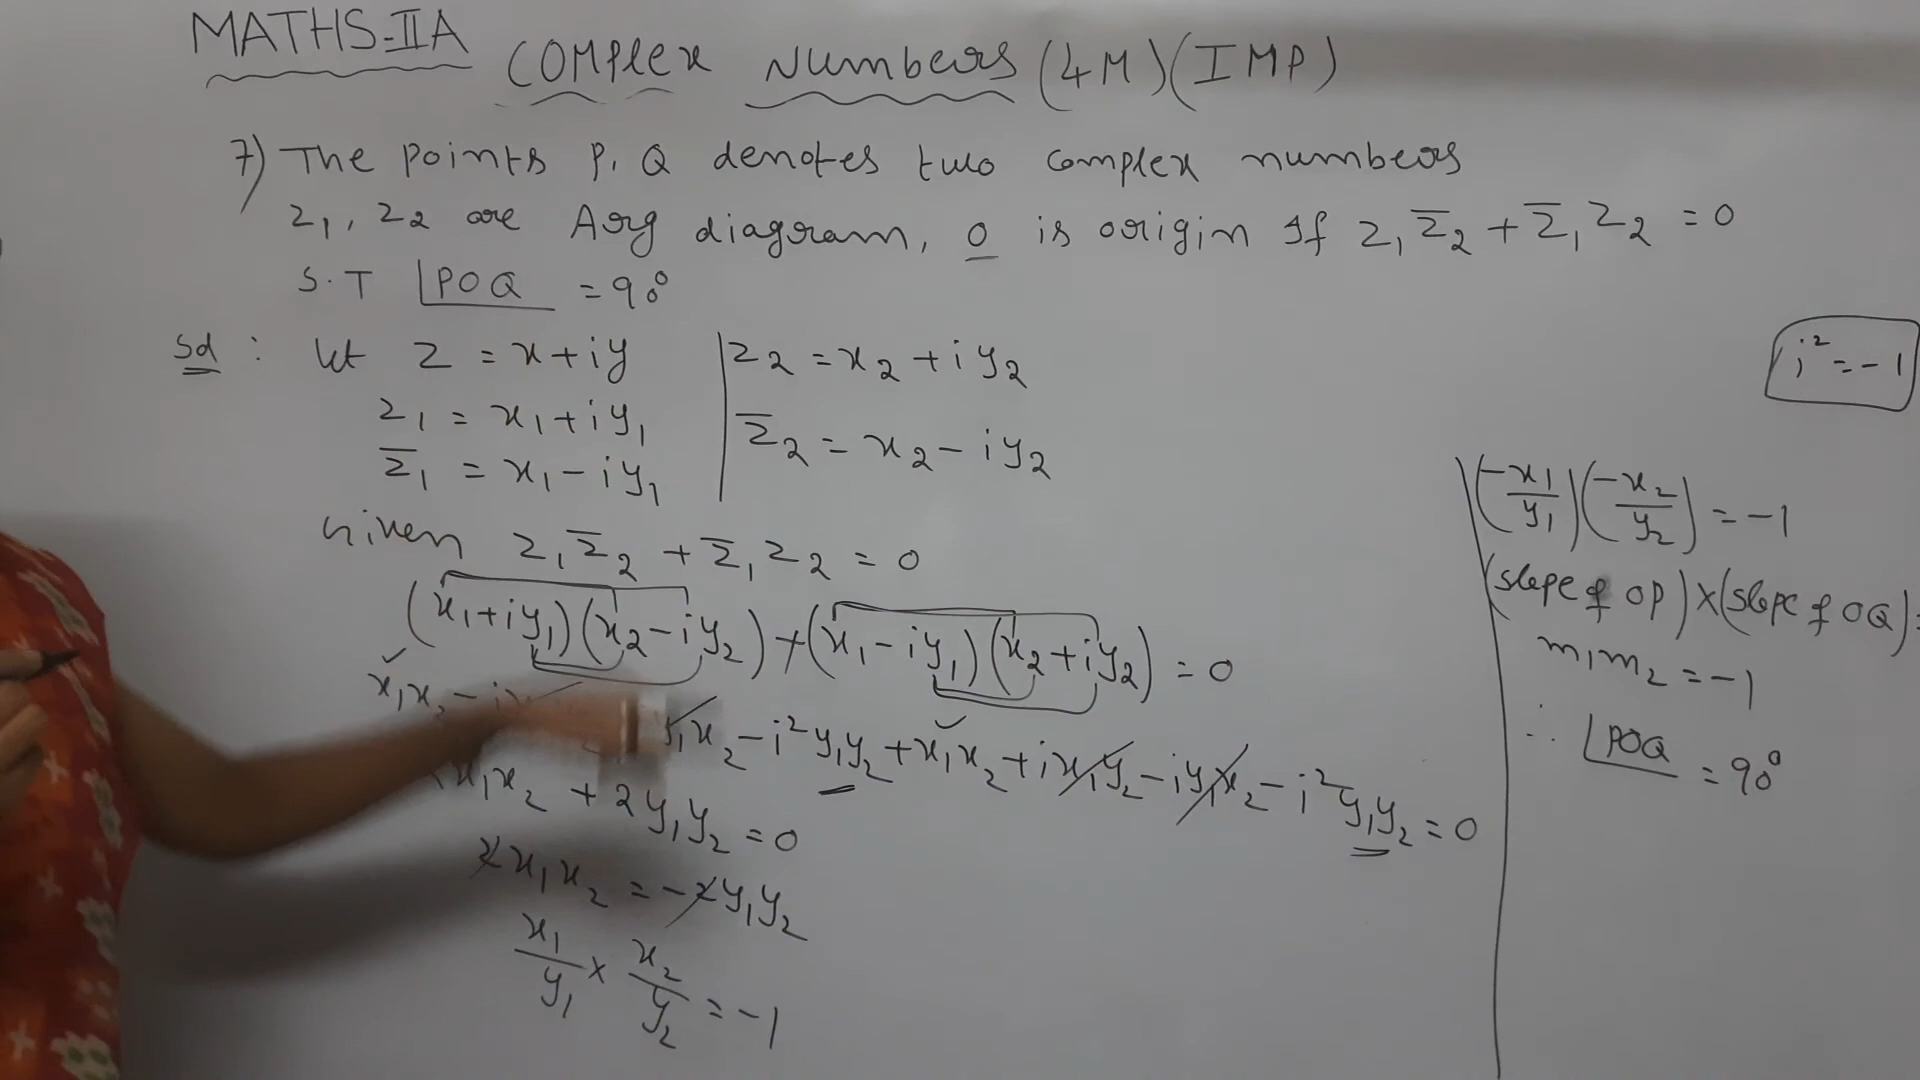 MATHS-IIA
Complex Numbers (4M) (IMP)
7) The points P, Q denotes two complex numbers
z₁, z₂ are Arg diagram, O is origin If z₁z̅₂ + z̅₁z₂ = 0
S.T ∠POQ = 90°
Sol : let z = x+iy
z₁ = x₁+iy₁
z̅₁ = x₁-iy₁
z₂ = x₂+iy₂
z̅₂ = x₂-iy₂
Given z₁z̅₂ + z̅₁z₂ = 0
(x₁+iy₁)(x₂-iy₂)+(x₁-iy₁)(x₂+iy₂) = 0
x₁x₂ - i x₂ - i²y₁y₂ + x₁x₂ + ix₁y₂ - iy₁x₂ - i²y₁y₂ = 0
x₁x₂ + 2y₁y₂ = 0
2x₁x₂ = -2y₁y₂
x₁/y₁ × x₂/y₂ = -1
i² = -1
(-x₁/y₁)(-x₂/y₂) = -1
(slope of OP)×(slope of OQ) =
m₁m₂ = -1
∴ ∠POQ = 90°